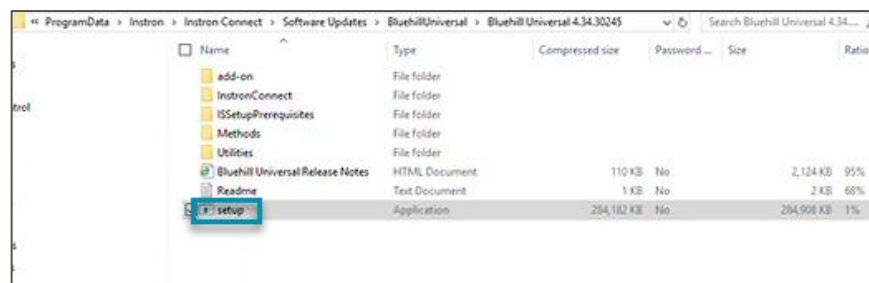 « ProgramData › Instron › Instron Connect › Software Updates › BluehillUniversal › Bluehill Universal 4.34.30245 Search Bluehill Universal 4.34....
Name Type Compressed size Password ... Size Ratio
add-on File folder
InstronConnect File folder
ISSetupPrerequisites File folder
trol
Methods File folder
Utilities File folder
Bluehill Universal Release Notes HTML Document 110 KB No 2,124 KB 95%
Readme Text Document 1 KB No 2 KB 68%
setup Application 284,182 KB No 284,908 KB 1%